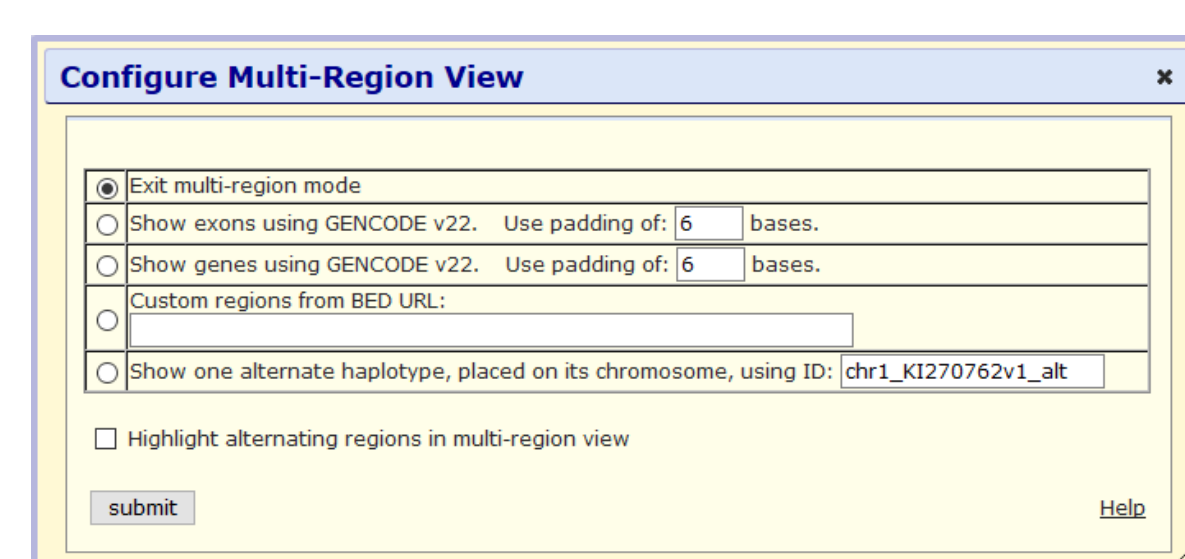 Configure Multi-Region View ×
Exit multi-region mode
Show exons using GENCODE v22. Use padding of: 6 bases.
Show genes using GENCODE v22. Use padding of: 6 bases.
Custom regions from BED URL:
Show one alternate haplotype, placed on its chromosome, using ID: chr1_KI270762v1_alt
Highlight alternating regions in multi-region view
submit Help